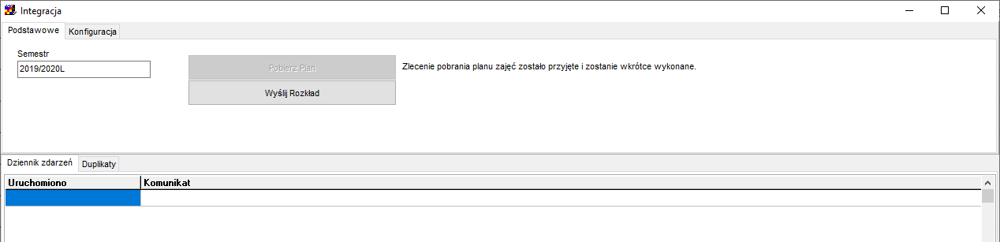 Integracja
Podstawowe
Konfiguracja
Semestr
2019/2020L
Pobierz Plan
Zlecenie pobrania planu zajęć zostało przyjęte i zostanie wkrótce wykonane.
Wyślij Rozkład
Dziennik zdarzeń
Duplikaty
Uruchomiono
Komunikat